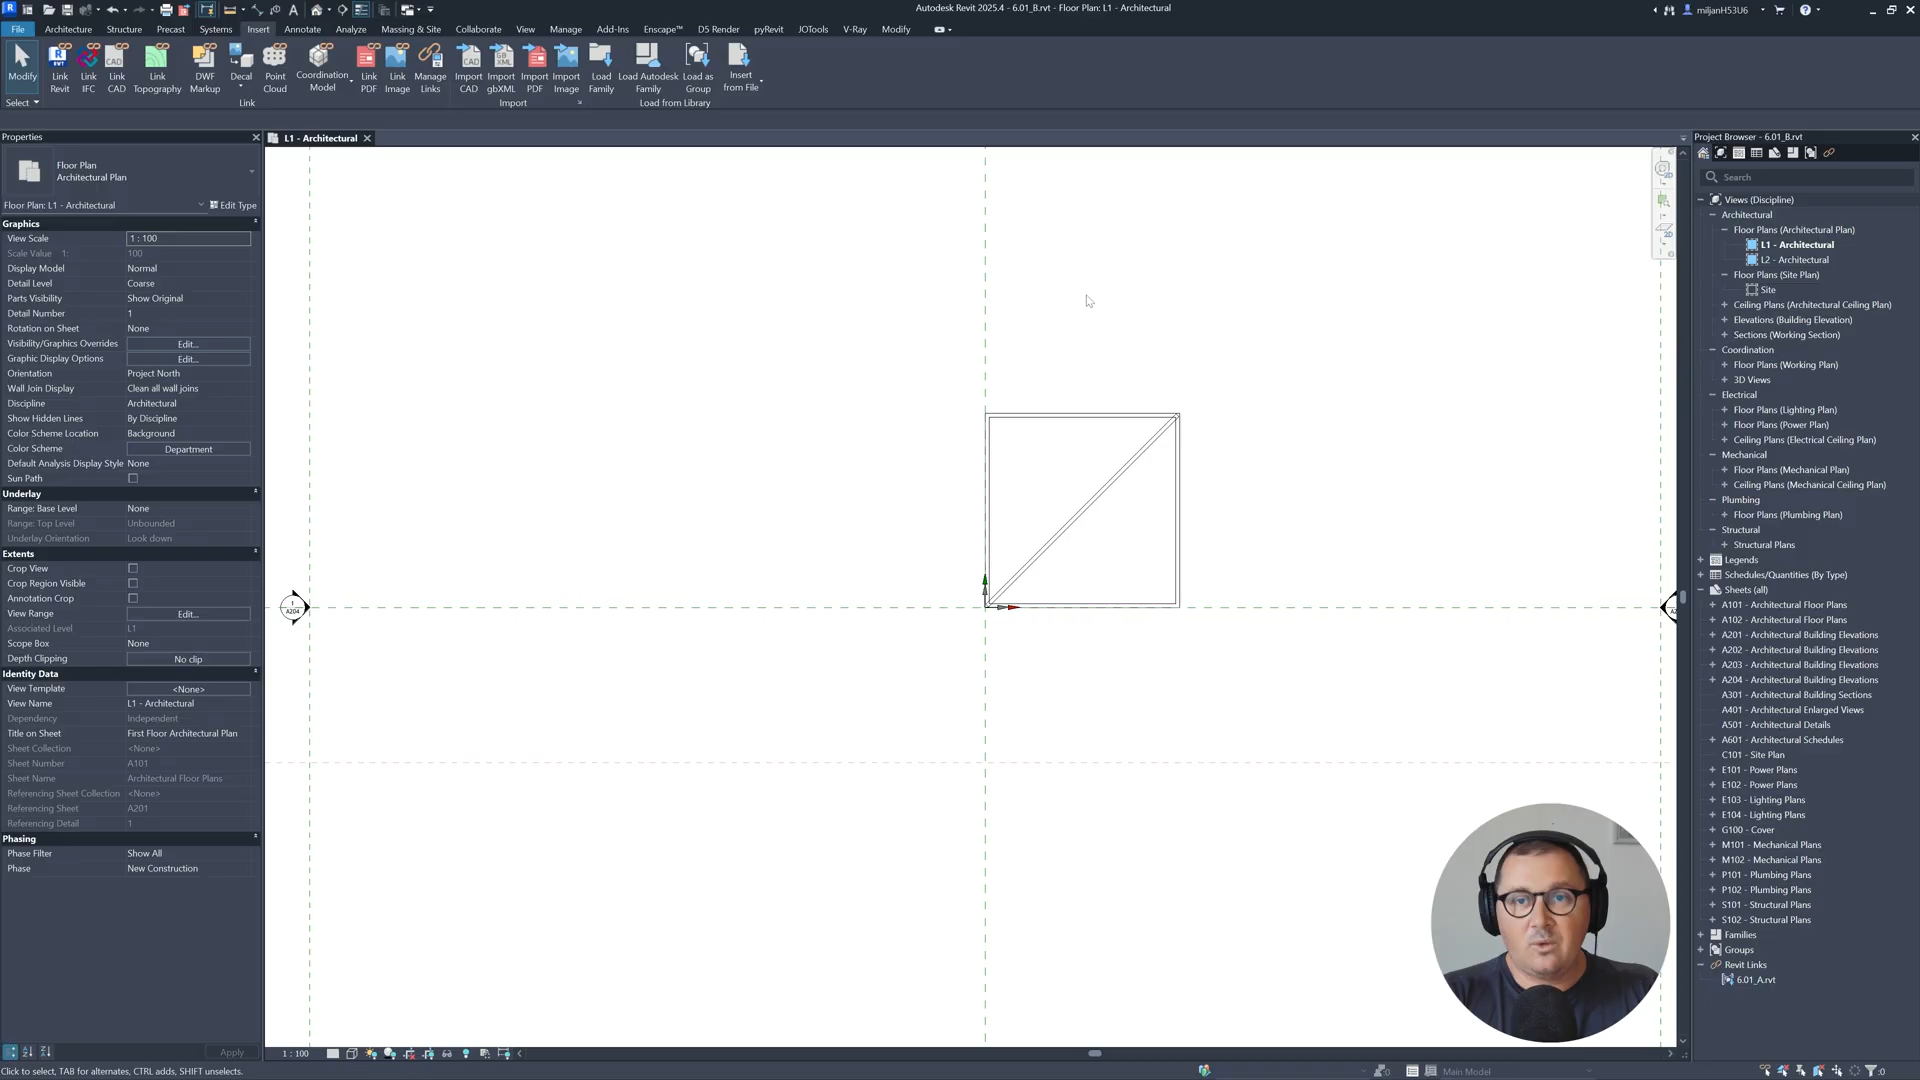 Autodesk Revit 2025.4 - 6.01_B.rvt - Floor Plan: L1 - Architectural
miljanH53U6
File Architecture Structure Precast Systems Insert Annotate Analyze Massing & Site Collaborate View Manage Add-Ins Enscape™ D5 Render pyRevit JOTools V-Ray Modify
Modify
Link Revit
Link IFC
Link CAD
Link Topography
DWF Markup
Decal
Point Cloud
Coordination Model
Link PDF
Link Image
Manage Links
Import CAD
Import gbXML
Import PDF
Import Image
Load Family
Load Autodesk Family
Load as Group
Insert from File
Select
Link
Import
Load from Library
Properties
Floor Plan
Architectural Plan
Floor Plan: L1 - Architectural
Edit Type
Graphics
View Scale 1 : 100
Scale Value 1: 100
Display Model Normal
Detail Level Coarse
Parts Visibility Show Original
Detail Number 1
Rotation on Sheet None
Visibility/Graphics Overrides Edit...
Graphic Display Options Edit...
Orientation Project North
Wall Join Display Clean all wall joins
Discipline Architectural
Show Hidden Lines By Discipline
Color Scheme Location Background
Color Scheme Department
Default Analysis Display Style None
Sun Path
Underlay
Range: Base Level None
Range: Top Level Unbounded
Underlay Orientation Look down
Extents
Crop View
Crop Region Visible
Annotation Crop
View Range Edit...
Associated Level L1
Scope Box None
Depth Clipping No clip
Identity Data
View Template <None>
View Name L1 - Architectural
Dependency Independent
Title on Sheet First Floor Architectural Plan
Sheet Collection <None>
Sheet Number A101
Sheet Name Architectural Floor Plans
Referencing Sheet Collection <None>
Referencing Sheet A201
Referencing Detail 1
Phasing
Phase Filter Show All
Phase New Construction
Apply
L1 - Architectural
1
A204
1 : 100
Project Browser - 6.01_B.rvt
Search
Views (Discipline)
Architectural
Floor Plans (Architectural Plan)
L1 - Architectural
L2 - Architectural
Floor Plans (Site Plan)
Site
Ceiling Plans (Architectural Ceiling Plan)
Elevations (Building Elevation)
Sections (Working Section)
Coordination
Floor Plans (Working Plan)
3D Views
Electrical
Floor Plans (Lighting Plan)
Floor Plans (Power Plan)
Ceiling Plans (Electrical Ceiling Plan)
Mechanical
Floor Plans (Mechanical Plan)
Ceiling Plans (Mechanical Ceiling Plan)
Plumbing
Floor Plans (Plumbing Plan)
Structural
Structural Plans
Legends
Schedules/Quantities (By Type)
Sheets (all)
A101 - Architectural Floor Plans
A102 - Architectural Floor Plans
A201 - Architectural Building Elevations
A202 - Architectural Building Elevations
A203 - Architectural Building Elevations
A204 - Architectural Building Elevations
A301 - Architectural Building Sections
A401 - Architectural Enlarged Views
A501 - Architectural Details
A601 - Architectural Schedules
C101 - Site Plan
E101 - Power Plans
E102 - Power Plans
E103 - Lighting Plans
E104 - Lighting Plans
G100 - Cover
M101 - Mechanical Plans
M102 - Mechanical Plans
P101 - Plumbing Plans
P102 - Plumbing Plans
S101 - Structural Plans
S102 - Structural Plans
Families
Groups
Revit Links
6.01_A.rvt
Click to select, TAB for alternates, CTRL adds, SHIFT unselects.
:0
Main Model
:0